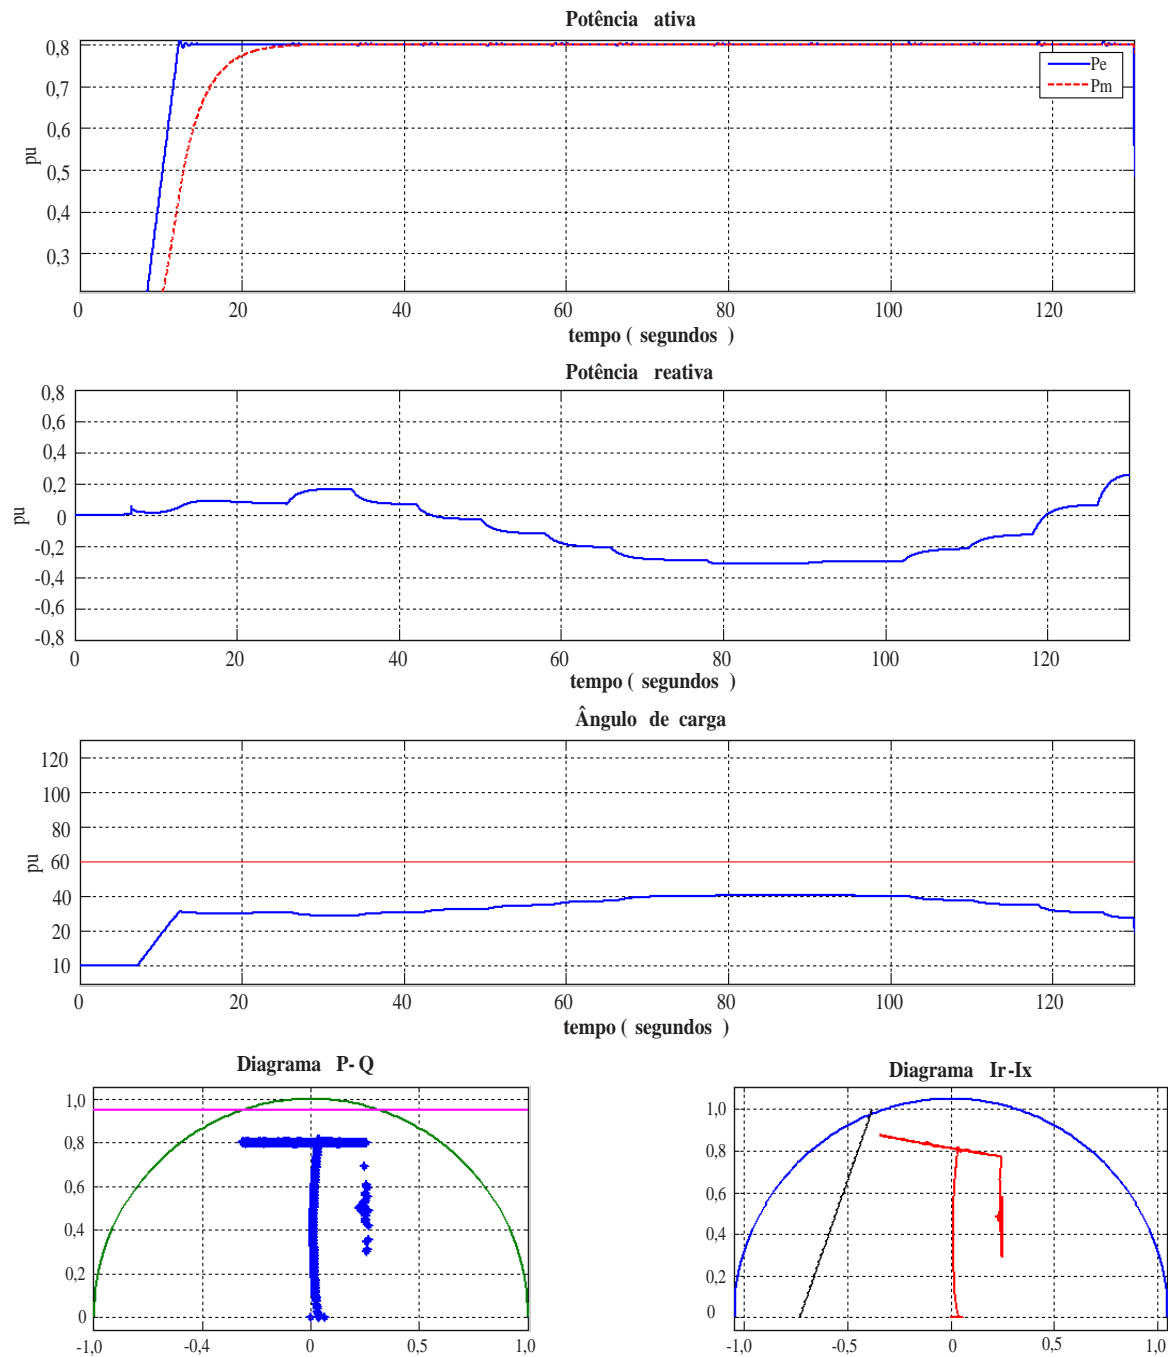 Potência ativa
0,8
0,7
0,6
0,5
0,4
0,3
pu
Pe
Pm
0 20 40 60 80 100 120
tempo ( segundos )
Potência reativa
0,8
0,6
0,4
0,2
0
-0,2
-0,4
-0,6
-0,8
pu
0 20 40 60 80 100 120
tempo ( segundos )
Ângulo de carga
120
100
80
60
40
20
10
pu
0 20 40 60 80 100 120
tempo ( segundos )
Diagrama P-Q
1,0
0,8
0,6
0,4
0,2
0
-1,0 -0,4 0 0,5 1,0
Diagrama Ir-Ix
1,0
0,8
0,6
0,4
0,2
0
-1,0 -0,5 0 0,5 1,0